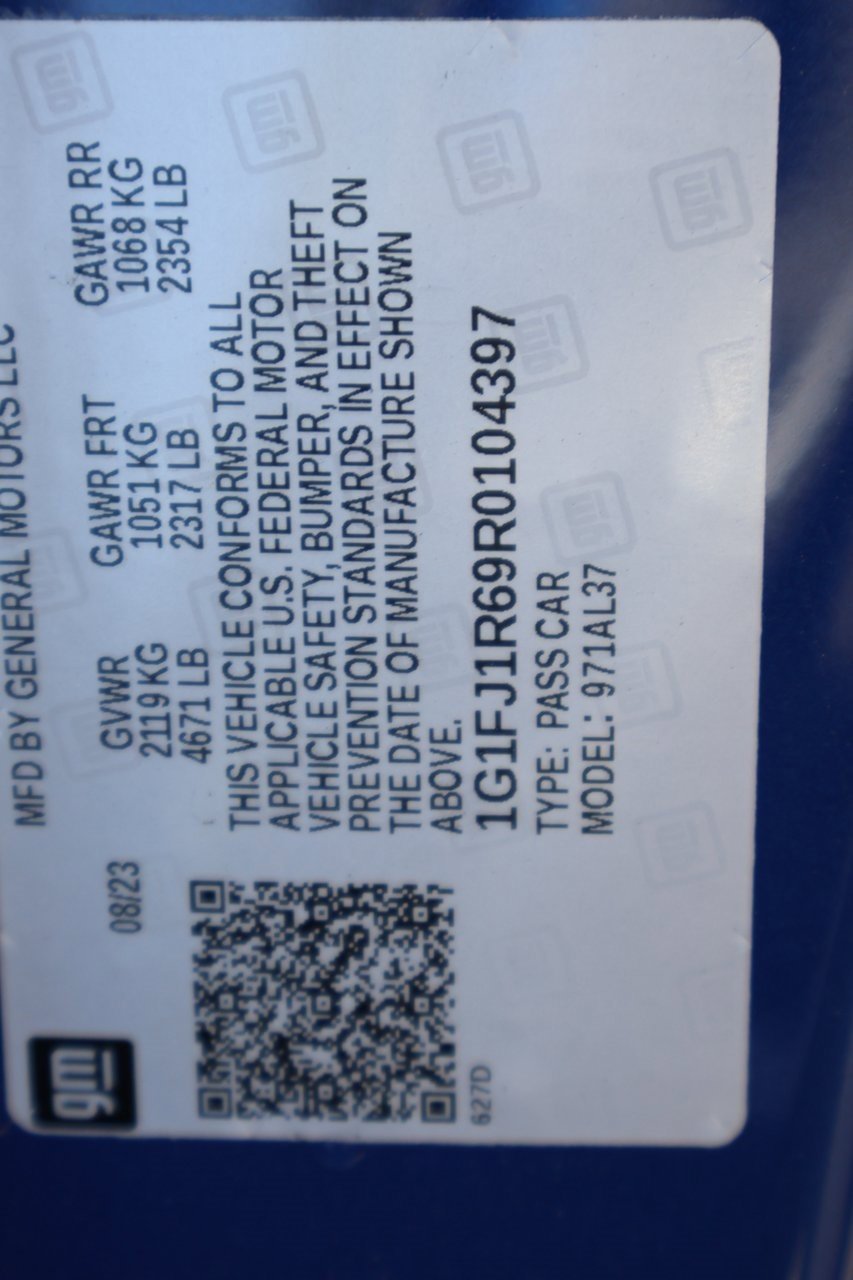 gm
MFD BY GENERAL MOTORS LLC
08/23
GVWR GAWR FRT GAWR RR
2119 KG 1051 KG 1068 KG
4671 LB 2317 LB 2354 LB
THIS VEHICLE CONFORMS TO ALL
APPLICABLE U.S. FEDERAL MOTOR
VEHICLE SAFETY, BUMPER, AND THEFT
PREVENTION STANDARDS IN EFFECT ON
THE DATE OF MANUFACTURE SHOWN
ABOVE.
1G1FJ1R69R0104397
TYPE: PASS CAR
MODEL: 971AL37
627D